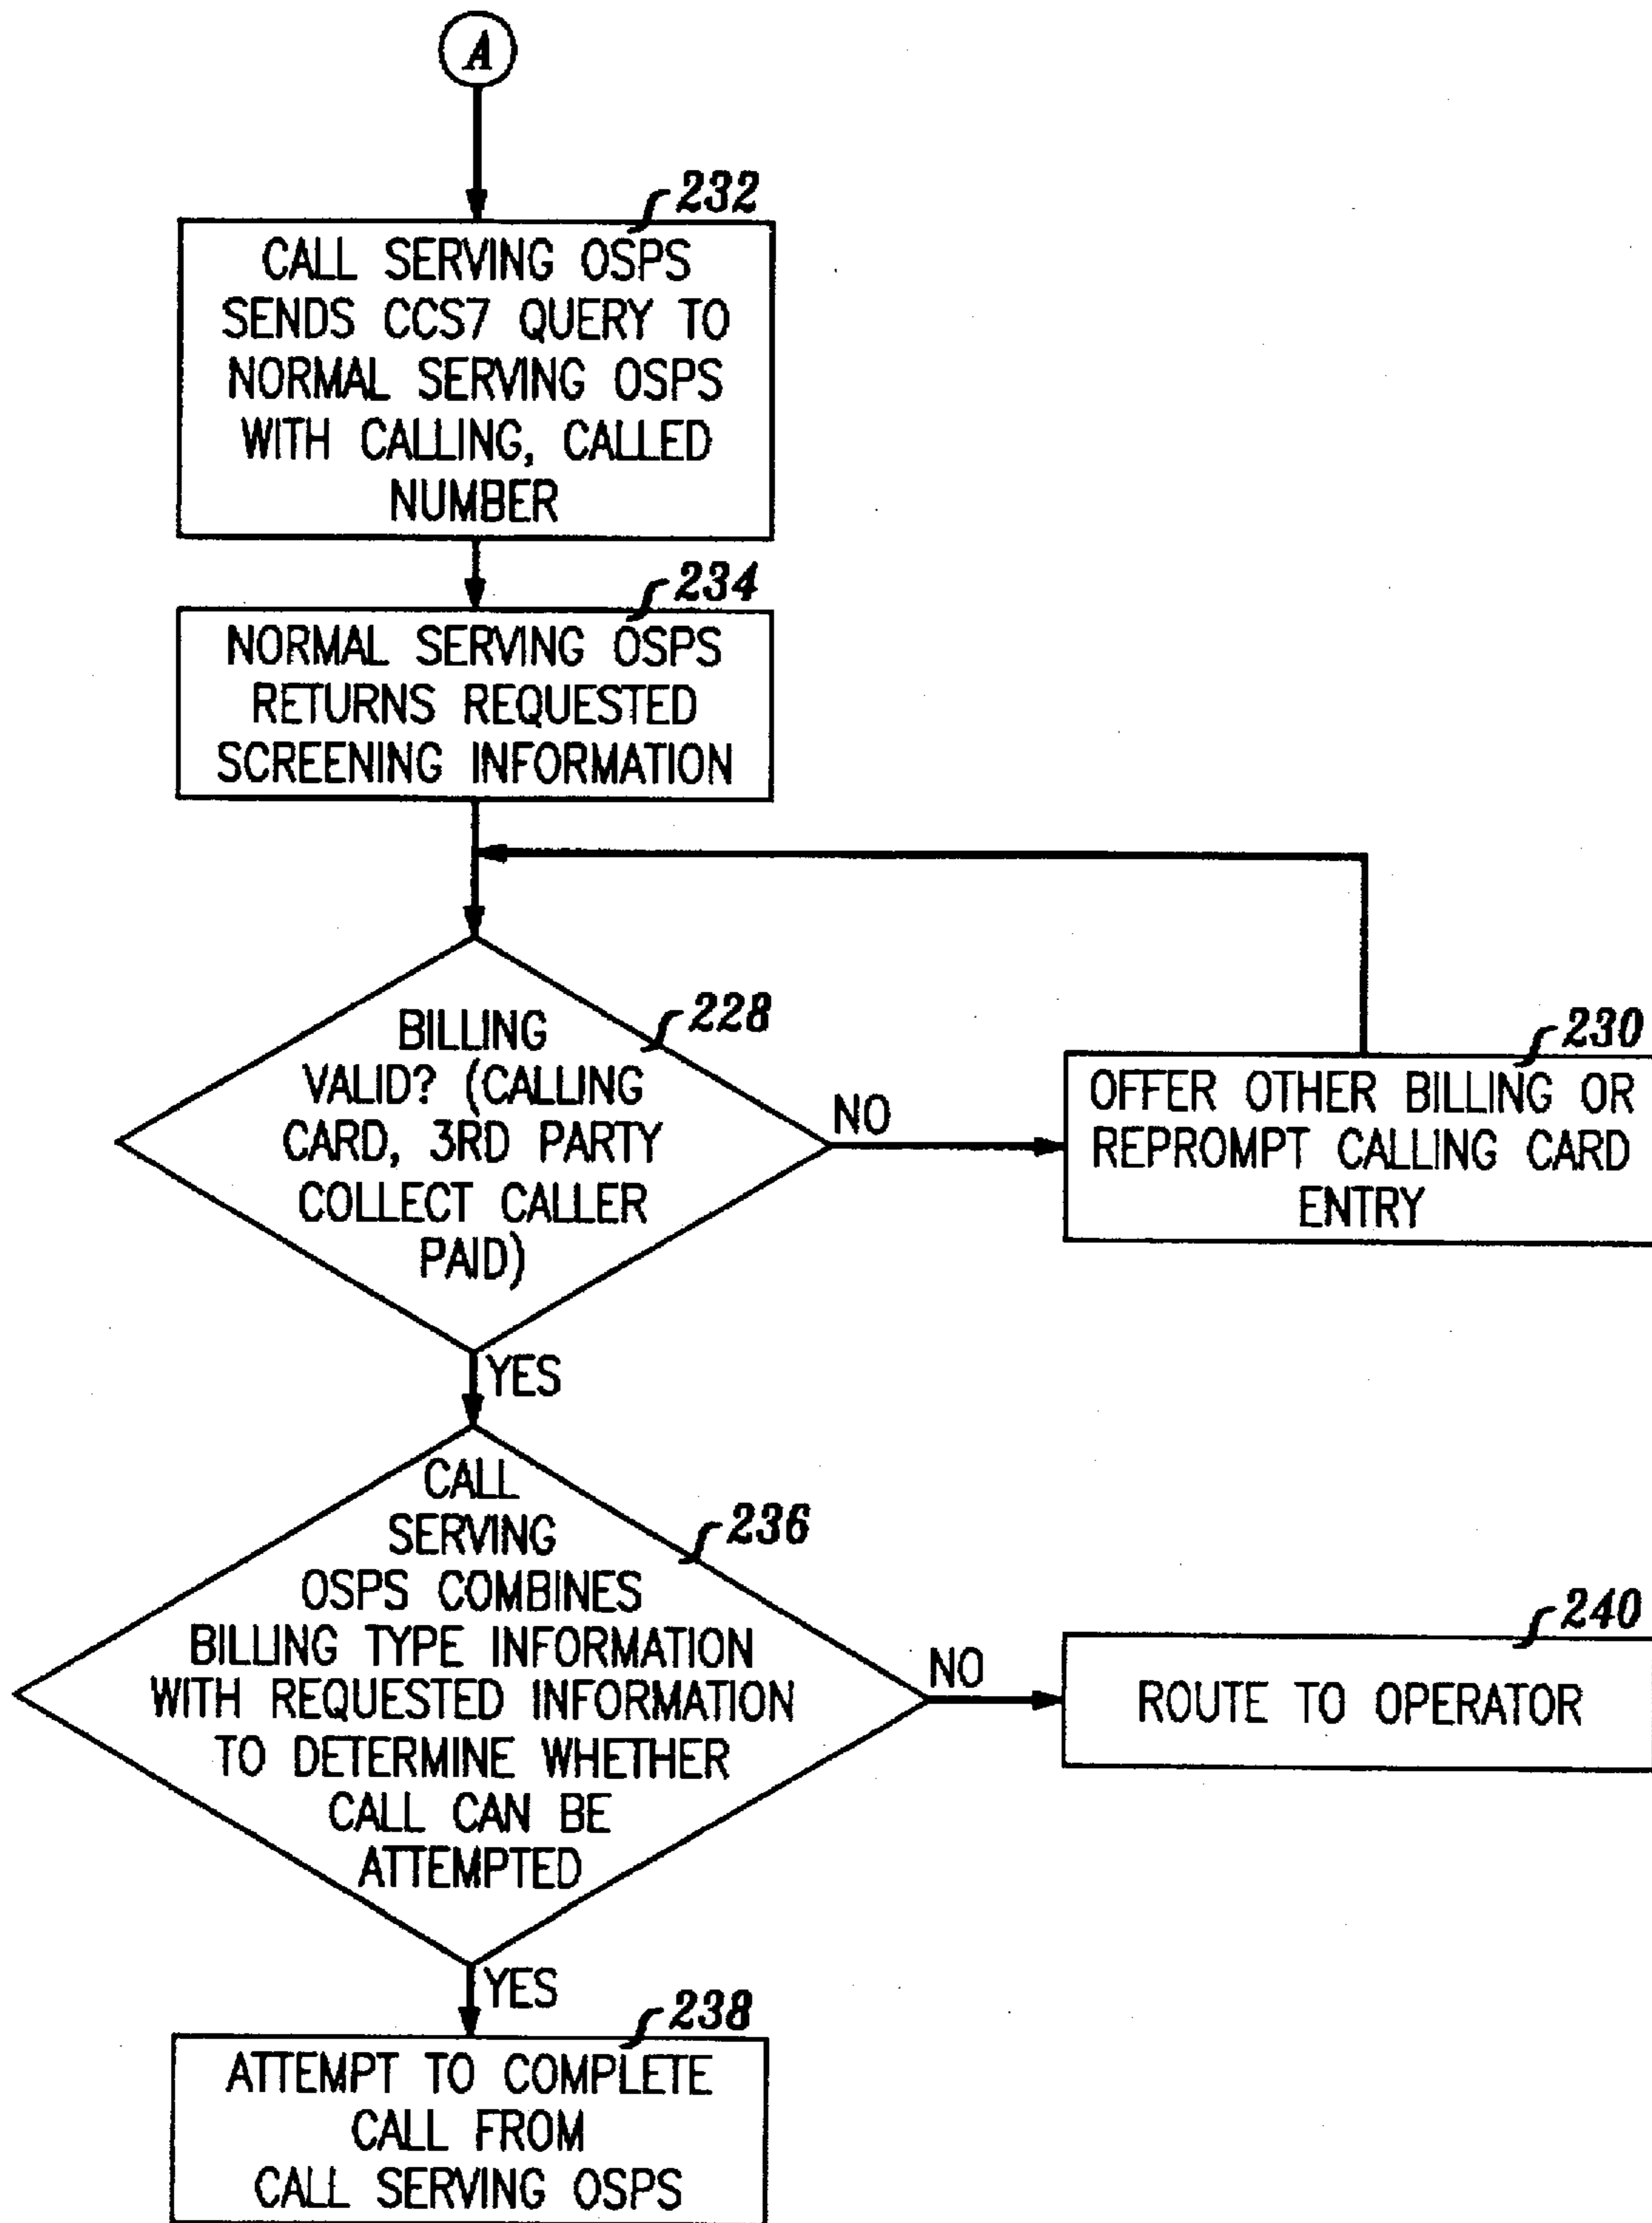 A
232
CALL SERVING OSPS
SENDS CCS7 QUERY TO
NORMAL SERVING OSPS
WITH CALLING, CALLED
NUMBER
234
NORMAL SERVING OSPS
RETURNS REQUESTED
SCREENING INFORMATION
228
BILLING
VALID? (CALLING
CARD, 3RD PARTY
COLLECT CALLER
PAID)
NO
230
OFFER OTHER BILLING OR
REPROMPT CALLING CARD
ENTRY
YES
236
CALL
SERVING
OSPS COMBINES
BILLING TYPE INFORMATION
WITH REQUESTED INFORMATION
TO DETERMINE WHETHER
CALL CAN BE
ATTEMPTED
NO
240
ROUTE TO OPERATOR
YES
238
ATTEMPT TO COMPLETE
CALL FROM
CALL SERVING OSPS